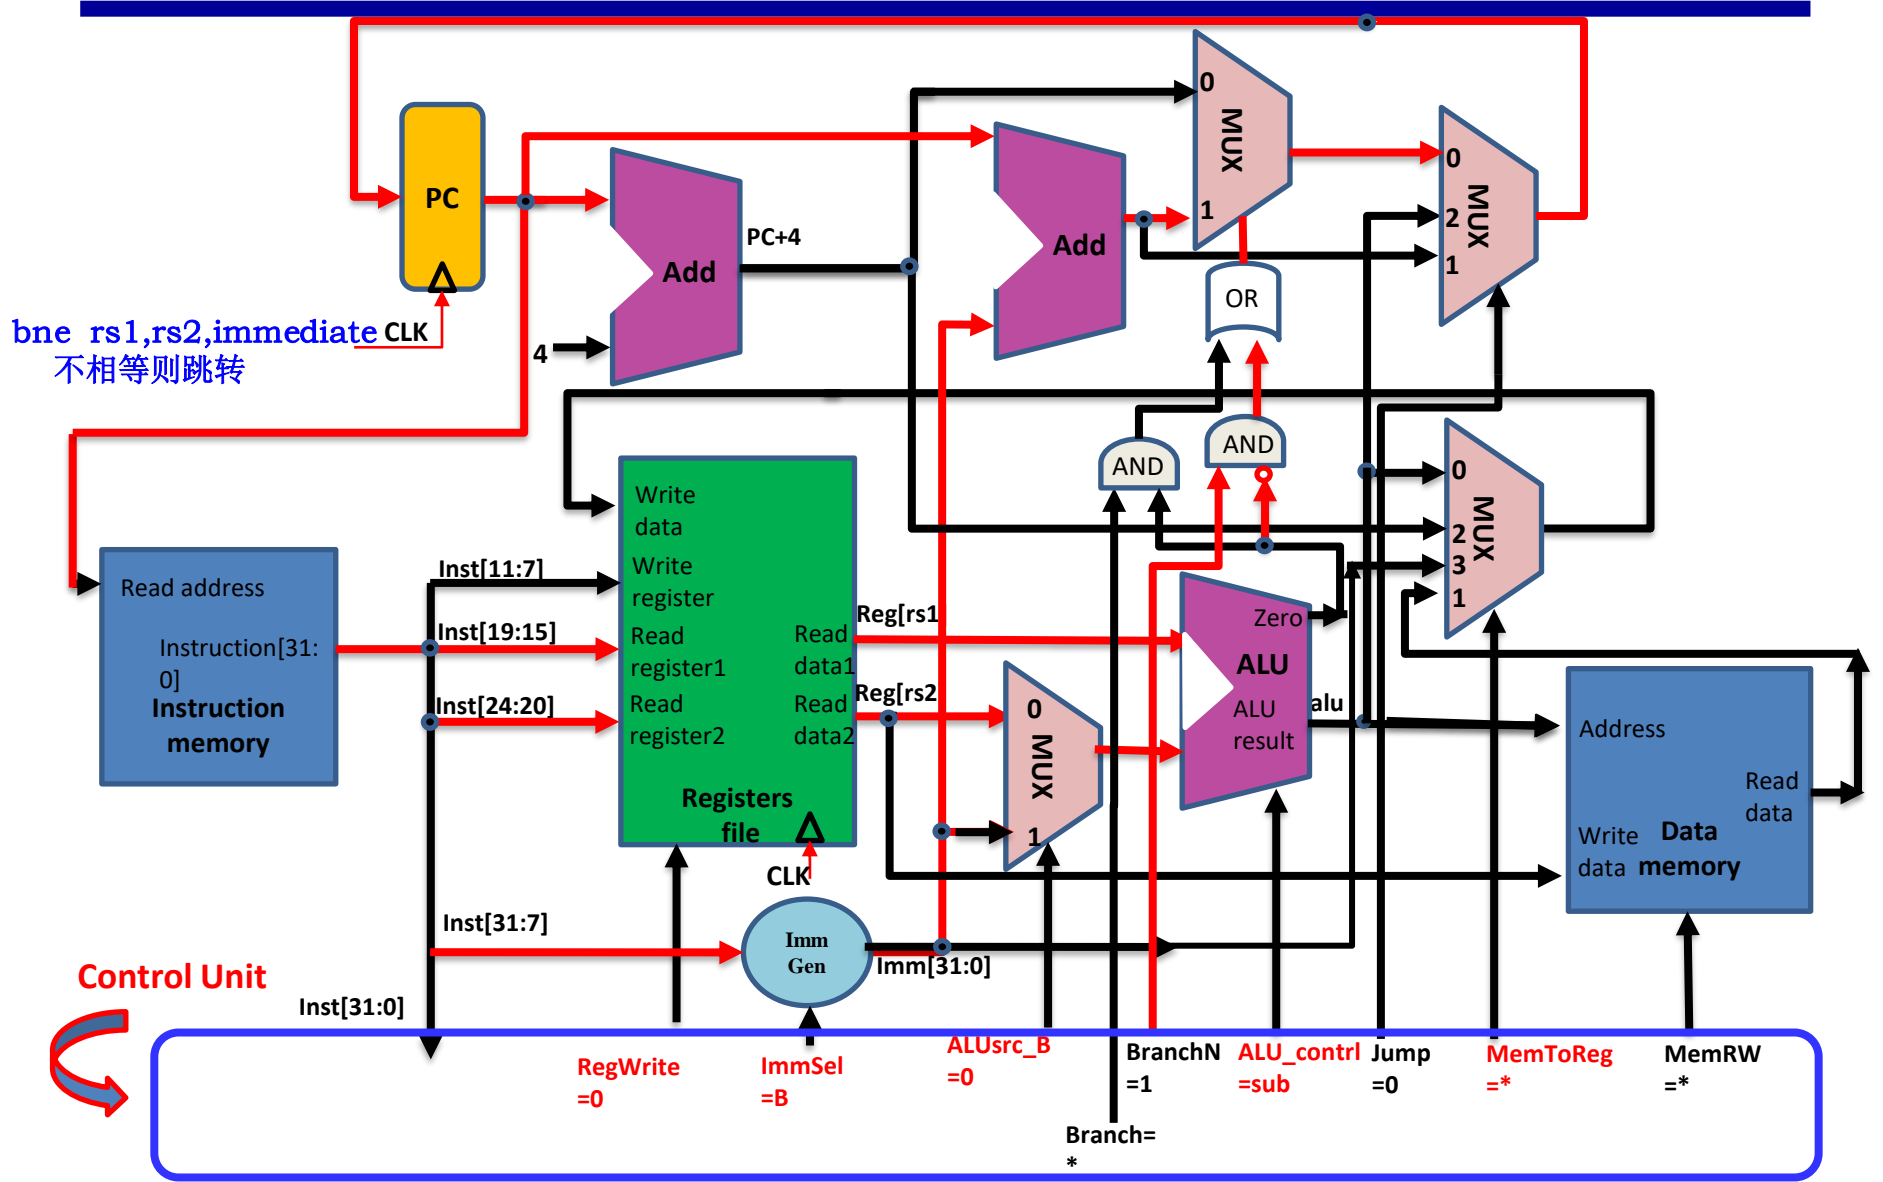 0
MUX
1
0
MUX
2
1
PC
PC+4
Add
Add
OR
bne rs1,rs2,immediate
CLK
不相等则跳转
4
AND
AND
0
MUX
2
3
1
Write
data
Inst[11:7]
Write
register
Read address
Inst[19:15]
Read
register1
Read
data1
Reg[rs1
Zero
ALU
Instruction[31:
0]
Instruction
memory
Inst[24:20]
Read
register2
Read
data2
Reg[rs2
0
MUX
1
ALU
result
alu
Address
Read
data
Write
data
Data
memory
Registers
file
CLK
Inst[31:7]
Imm
Gen
Imm[31:0]
Control Unit
Inst[31:0]
RegWrite
=0
ImmSel
=B
ALUsrc_B
=0
BranchN
=1
ALU_contrl
=sub
Jump
=0
MemToReg
=*
MemRW
=*
Branch=
*